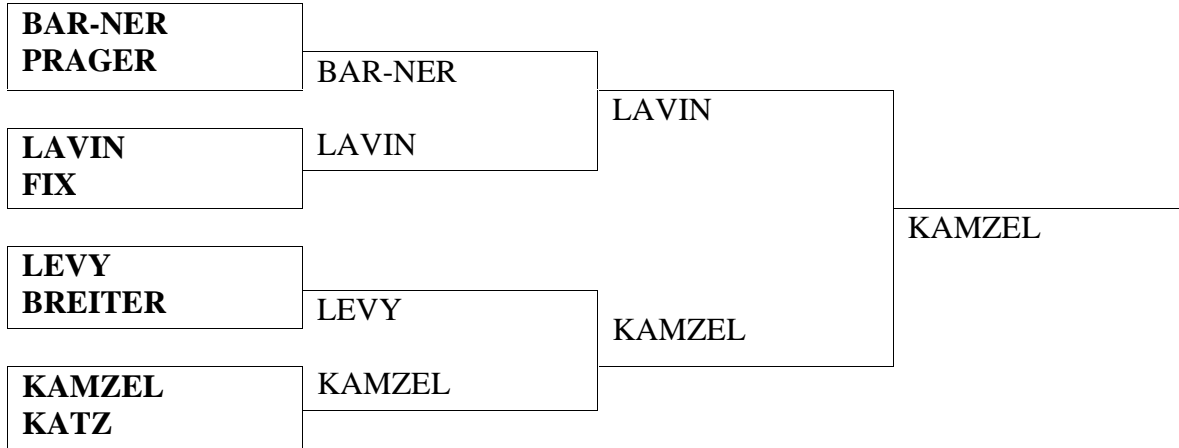 BAR-NER
PRAGER
LAVIN
FIX
LEVY
BREITER
KAMZEL
KATZ
BAR-NER
LAVIN
LEVY
KAMZEL
LAVIN
KAMZEL
KAMZEL